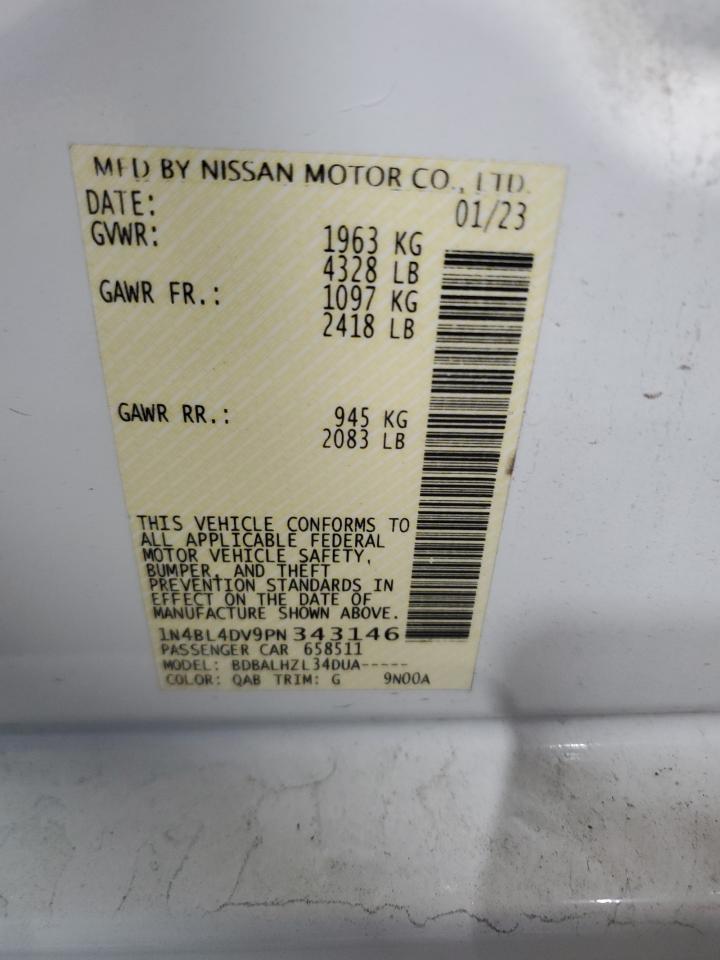 MFD BY NISSAN MOTOR CO., LTD.
DATE: 01/23
GVWR: 1963 KG
4328 LB
GAWR FR.: 1097 KG
2418 LB
GAWR RR.: 945 KG
2083 LB
THIS VEHICLE CONFORMS TO
ALL APPLICABLE FEDERAL
MOTOR VEHICLE SAFETY,
BUMPER, AND THEFT
PREVENTION STANDARDS IN
EFFECT ON THE DATE OF
MANUFACTURE SHOWN ABOVE.
1N4BL4DV9PN343146
PASSENGER CAR 658511
MODEL: BDBALHZL34DUA-----
COLOR: QAB TRIM: G 9N00A